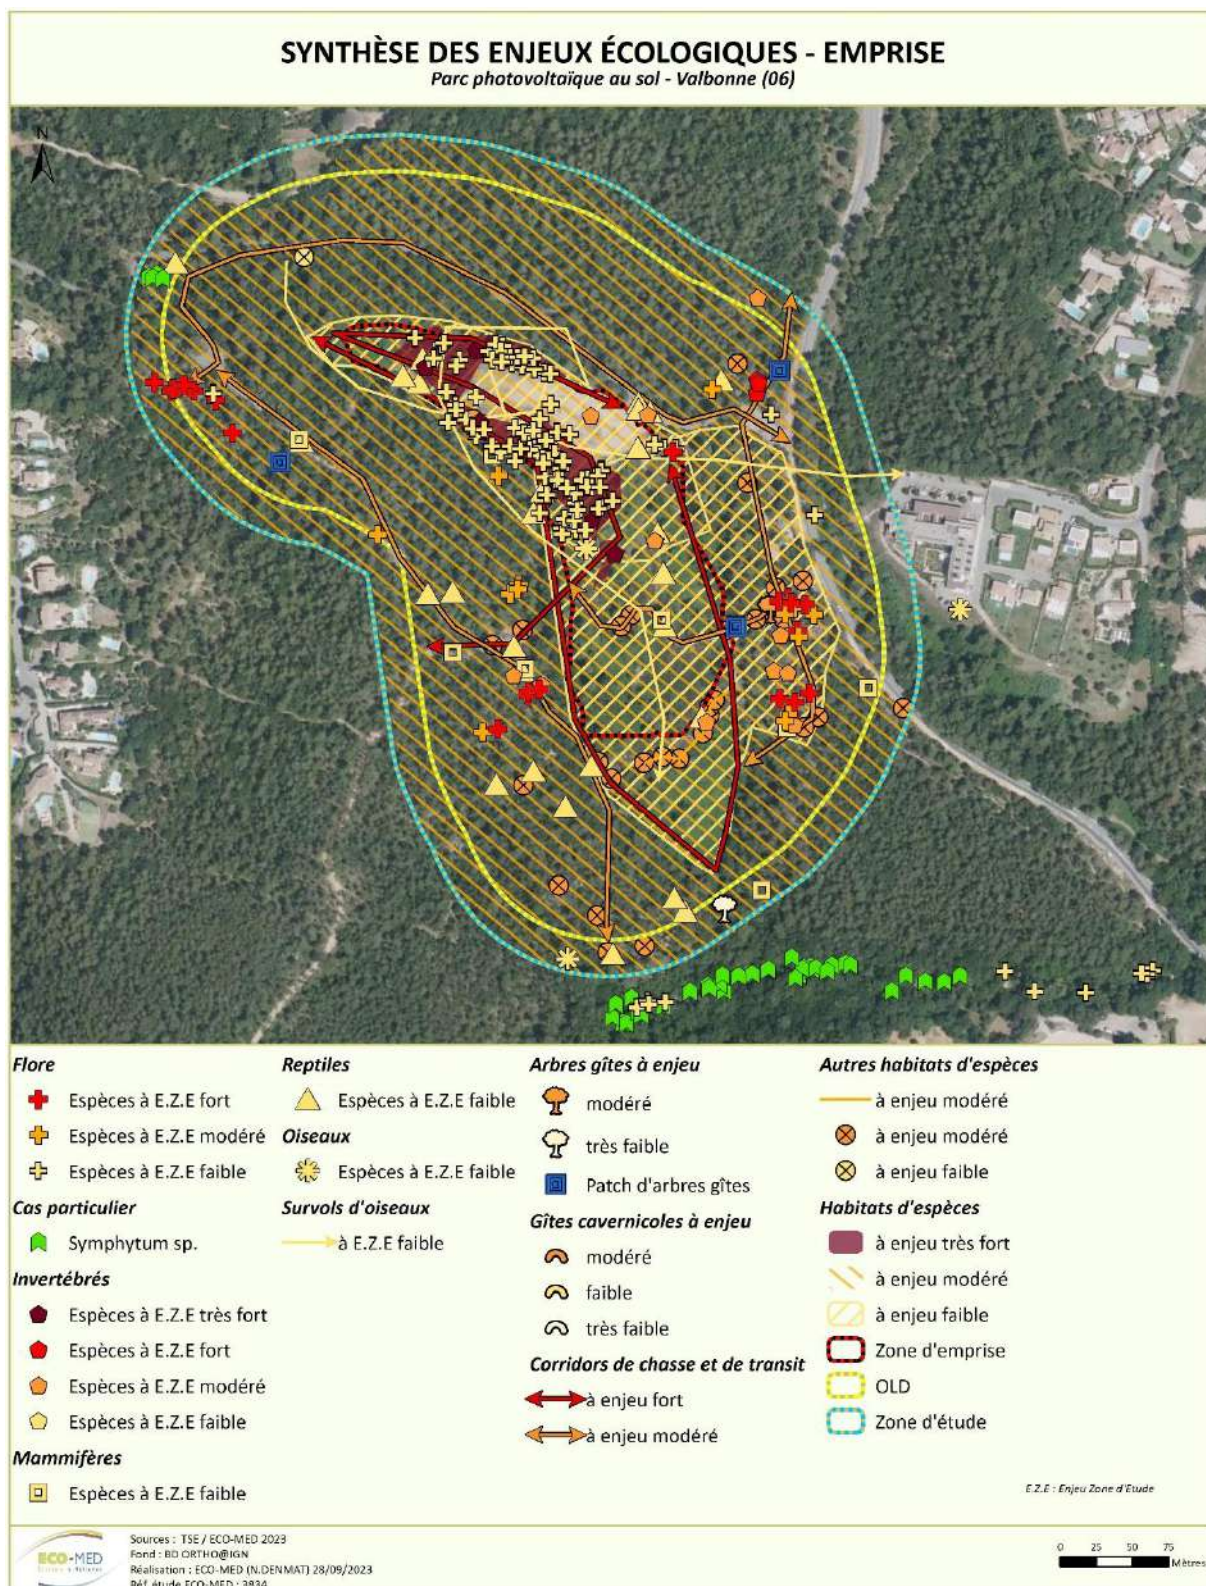 SYNTHÈSE DES ENJEUX ÉCOLOGIQUES - EMPRISE
Parc photovoltaïque au sol - Valbonne (06)
N
Flore
Espèces à E.Z.E fort
Espèces à E.Z.E modéré
Espèces à E.Z.E faible
Cas particulier
Symphytum sp.
Invertébrés
Espèces à E.Z.E très fort
Espèces à E.Z.E fort
Espèces à E.Z.E modéré
Espèces à E.Z.E faible
Mammifères
Espèces à E.Z.E faible
Reptiles
Espèces à E.Z.E faible
Oiseaux
Espèces à E.Z.E faible
Survols d'oiseaux
à E.Z.E faible
Arbres gîtes à enjeu
modéré
très faible
Patch d'arbres gîtes
Gîtes cavernicoles à enjeu
modéré
faible
très faible
Corridors de chasse et de transit
à enjeu fort
à enjeu modéré
Autres habitats d'espèces
à enjeu modéré
à enjeu modéré
à enjeu faible
Habitats d'espèces
à enjeu très fort
à enjeu modéré
à enjeu faible
Zone d'emprise
OLD
Zone d'étude
E.Z.E : Enjeu Zone d'Etude
ECO-MED
Sources : TSE / ECO-MED 2023
Fond : BD ORTHO@IGN
Réalisation : ECO-MED (N.DENMAT) 28/09/2023
Réf. étude ECO-MED : 3834
0 25 50 75
Mètres